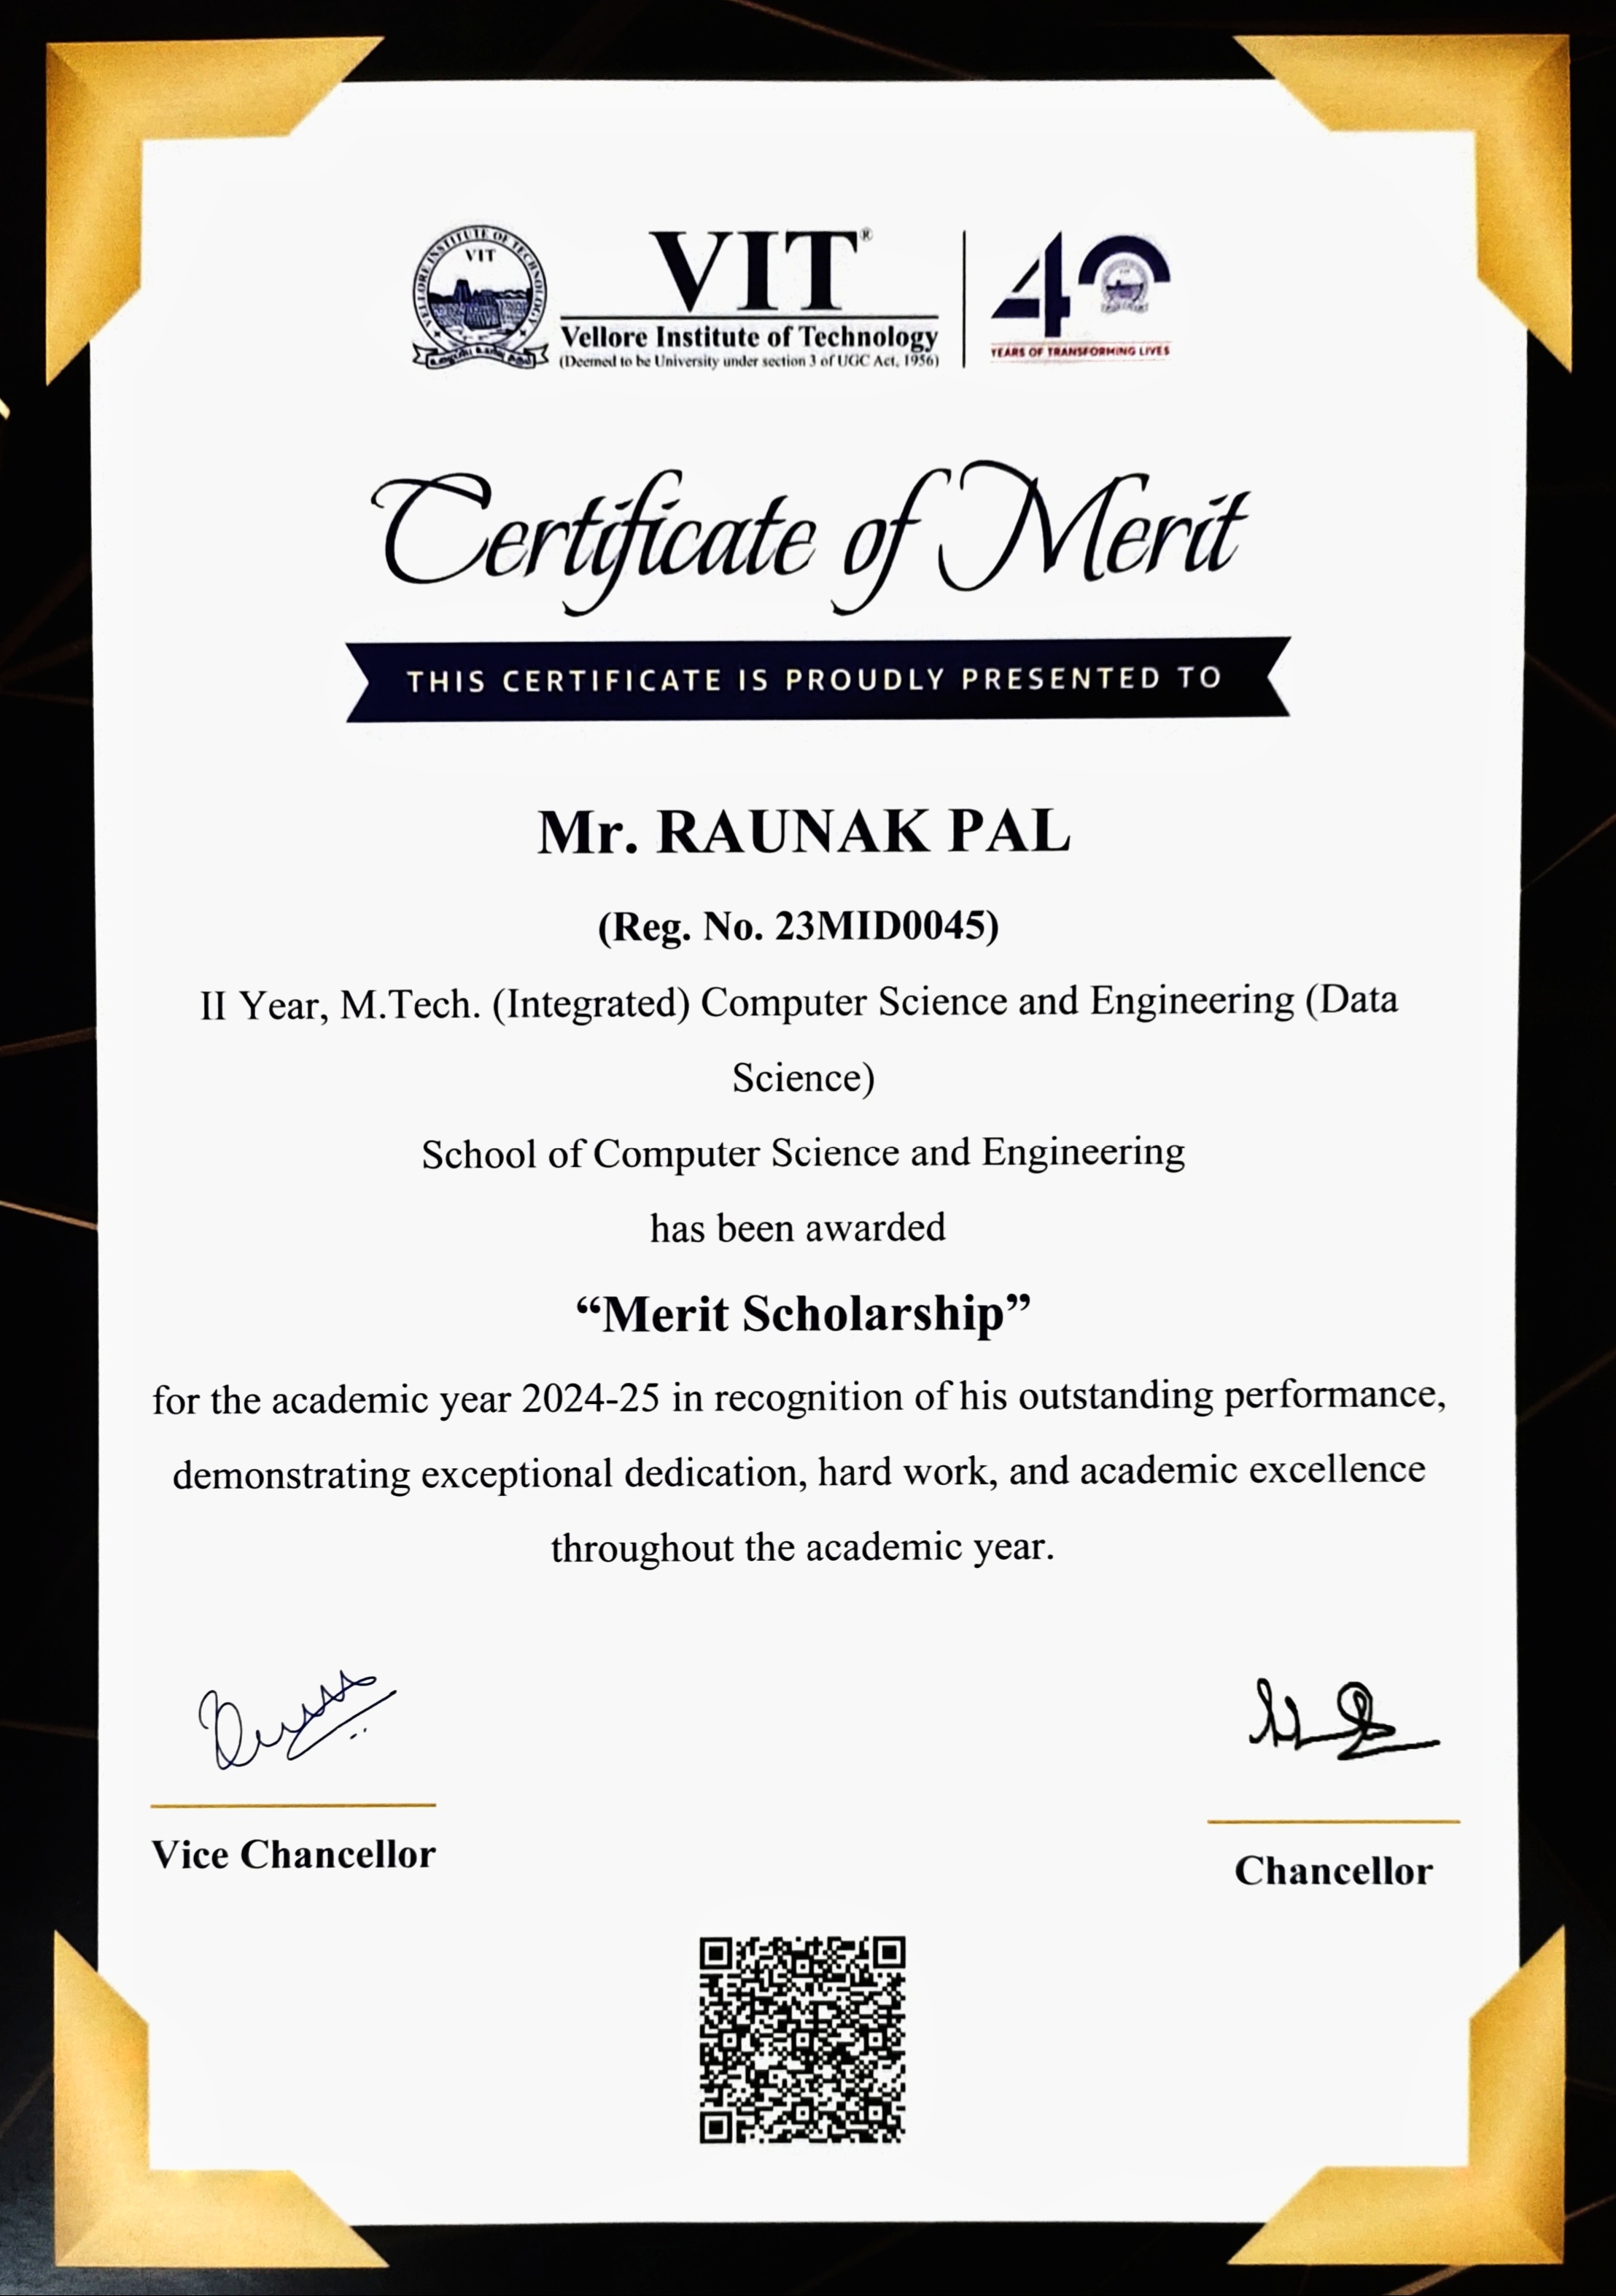 VELLORE INSTITUTE OF TECHNOLOGY
VIT
VIT®
Vellore Institute of Technology
(Deemed to be University under section 3 of UGC Act, 1956)
40
YEARS OF TRANSFORMING LIVES
Certificate of Merit
THIS CERTIFICATE IS PROUDLY PRESENTED TO
Mr. RAUNAK PAL
(Reg. No. 23MID0045)
II Year, M.Tech. (Integrated) Computer Science and Engineering (Data
Science)
School of Computer Science and Engineering
has been awarded
“Merit Scholarship”
for the academic year 2024-25 in recognition of his outstanding performance,
demonstrating exceptional dedication, hard work, and academic excellence
throughout the academic year.
Vice Chancellor
Chancellor